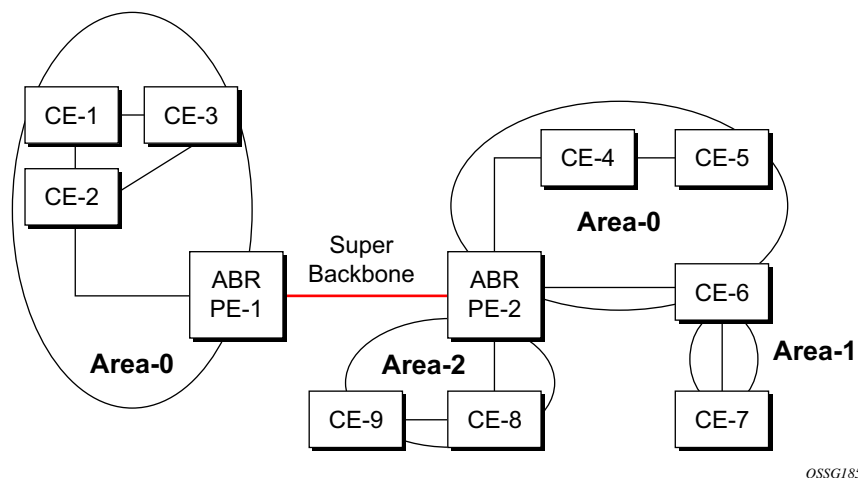 CE-1
CE-3
CE-2
CE-4
CE-5
Area-0
Super
Backbone
ABR
PE-1
ABR
PE-2
CE-6
Area-0
Area-2
Area-1
CE-9
CE-8
CE-7
OSSG185